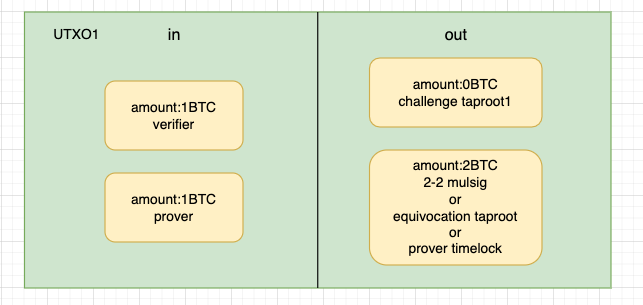 UTXO1
in
out
amount:1BTC
verifier
amount:1BTC
prover
amount:0BTC
challenge taproot1
amount:2BTC
2-2 mulsig
or
equivocation taproot
or
prover timelock